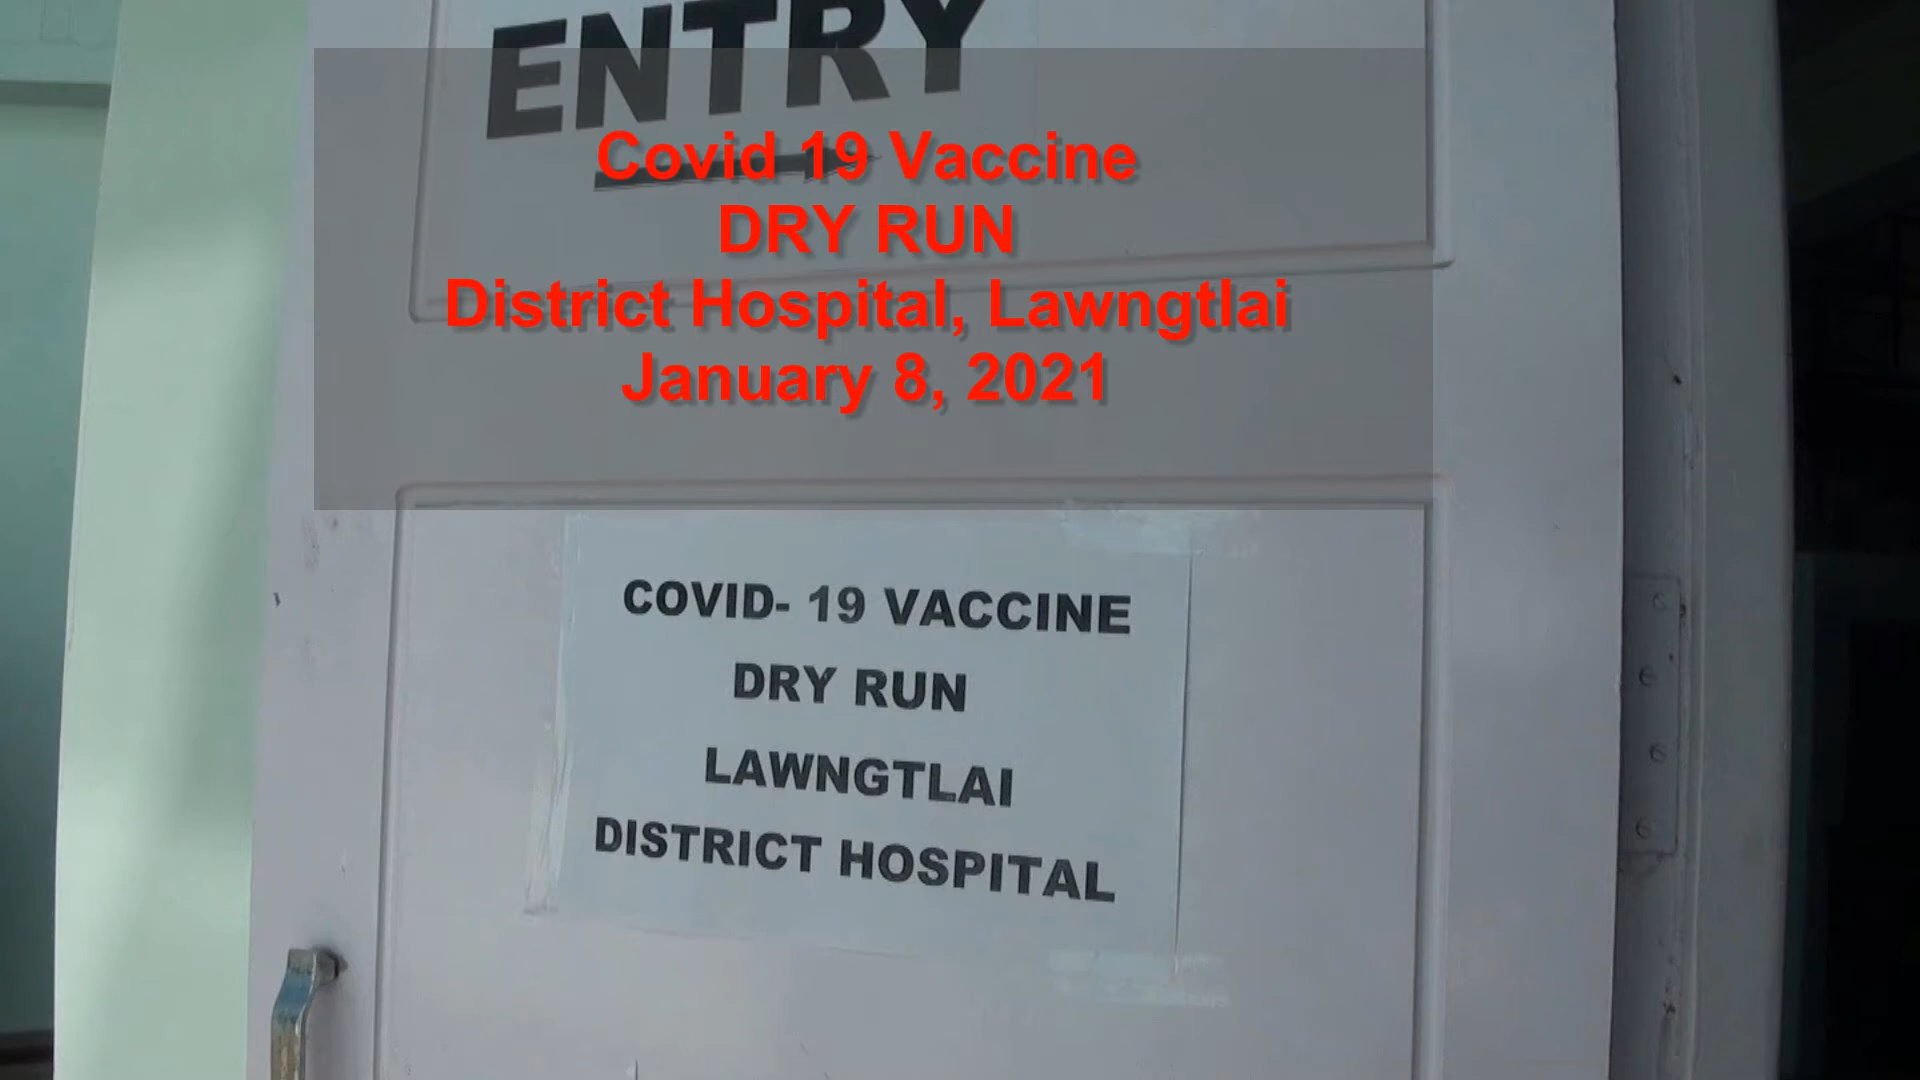 ENTRY
Covid 19 Vaccine
DRY RUN
District Hospital, Lawngtlai
January 8, 2021
COVID- 19 VACCINE
DRY RUN
LAWNGTLAI
DISTRICT HOSPITAL